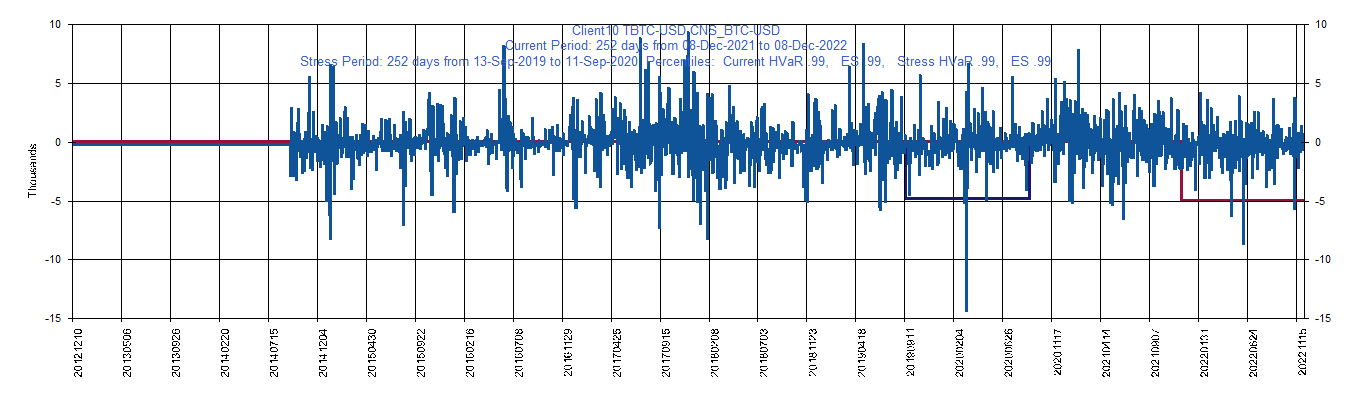 Client10 TBTC-USD,CNS_BTC-USD
Current Period: 252 days from 08-Dec-2021 to 08-Dec-2022
Stress Period: 252 days from 13-Sep-2019 to 11-Sep-2020, Percentiles: Current HVaR .99, ES .99, Stress HVaR .99, ES .99
10 10
5 5
0 0
-5 -5
-10 -10
-15 -15
Thousands
20121210 20130506 20130926 20140220 20140715 20141204 20150430 20150922 20160216 20160708 20161129 20170425 20170915 20180208 20180703 20181123 20190418 20190911 20200204 20200626 20201117 20210414 20210907 20220131 20220624 20221115